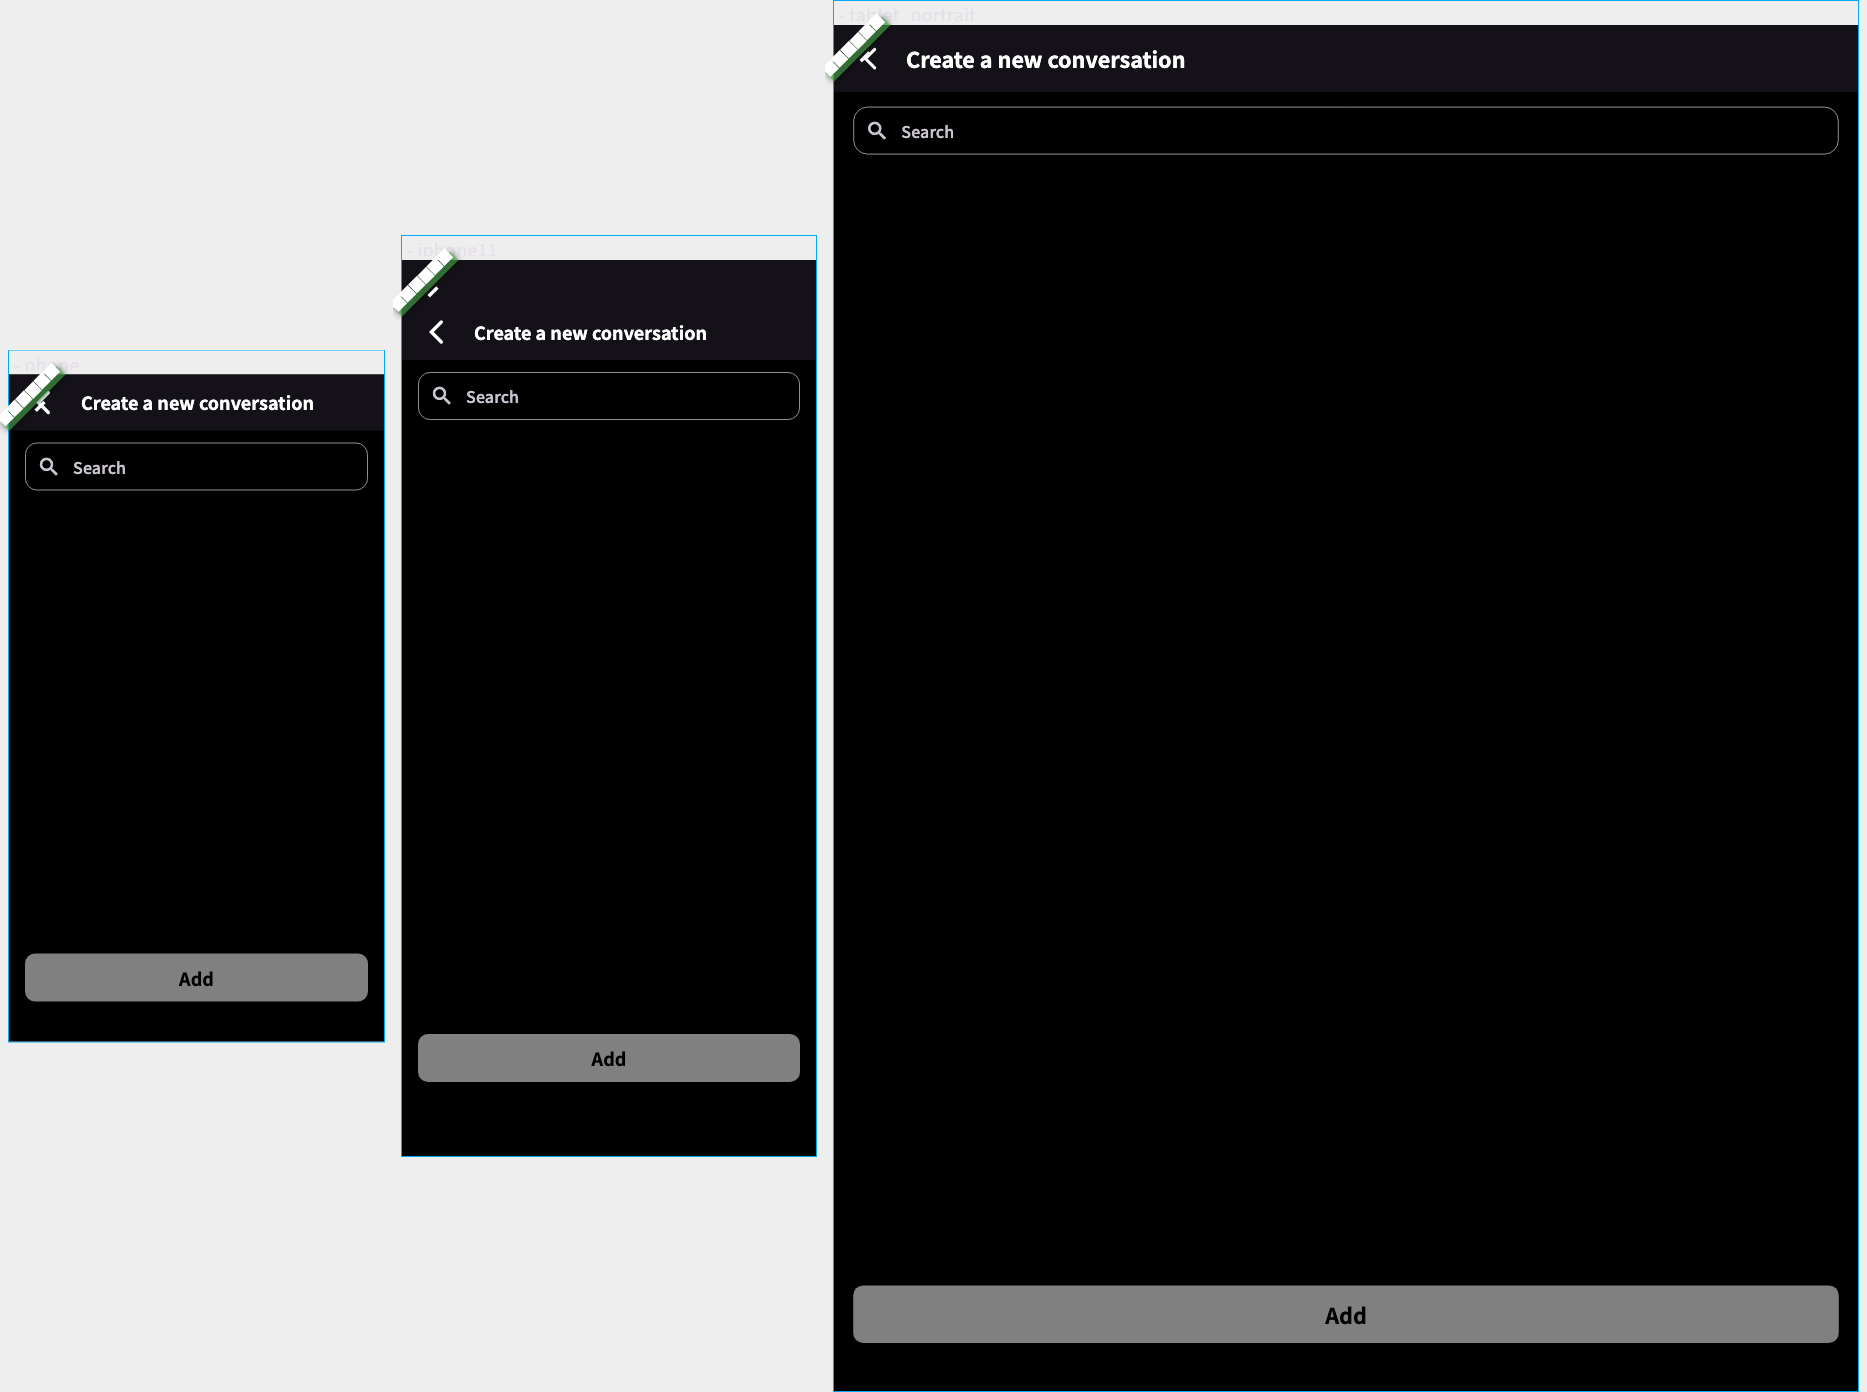 - phone
Create a new conversation
Search
Add
- iphone11
Create a new conversation
Search
Add
- tablet_portrait
Create a new conversation
Search
Add